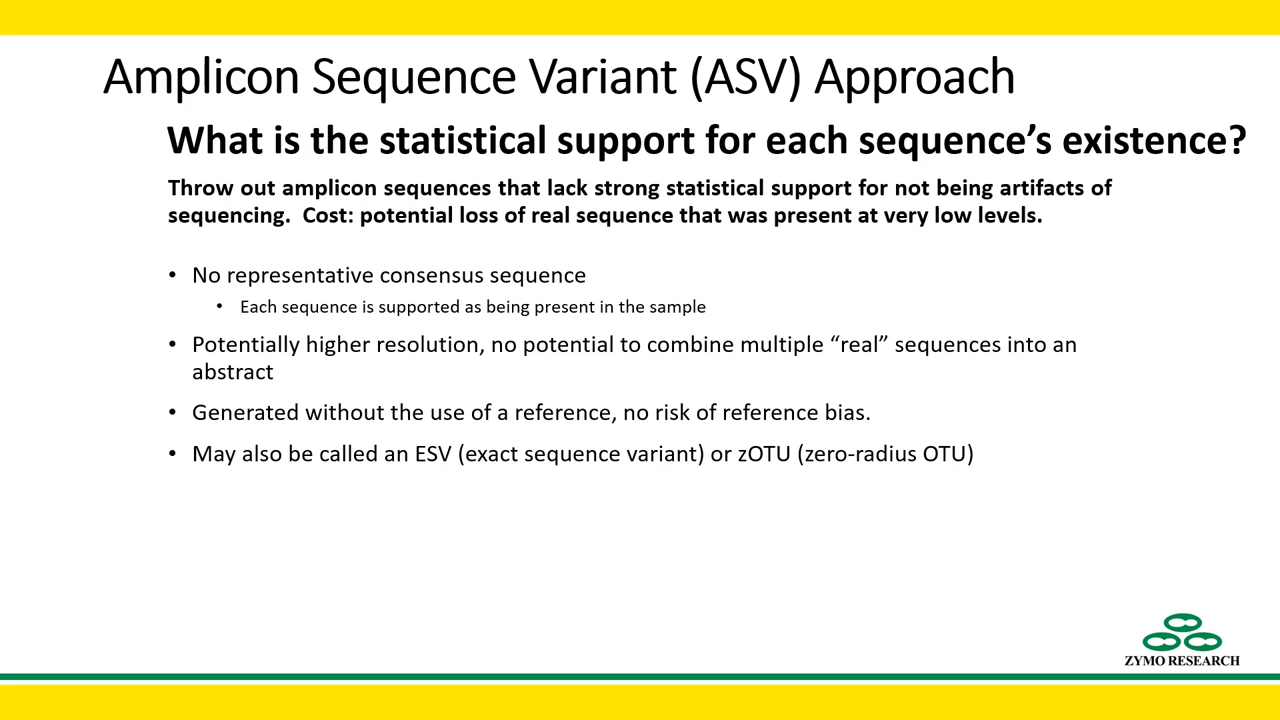 Amplicon Sequence Variant (ASV) Approach
What is the statistical support for each sequence’s existence?
Throw out amplicon sequences that lack strong statistical support for not being artifacts of
sequencing.  Cost: potential loss of real sequence that was present at very low levels.
• No representative consensus sequence
• Each sequence is supported as being present in the sample
• Potentially higher resolution, no potential to combine multiple “real” sequences into an
abstract
• Generated without the use of a reference, no risk of reference bias.
• May also be called an ESV (exact sequence variant) or zOTU (zero-radius OTU)
ZYMO RESEARCH